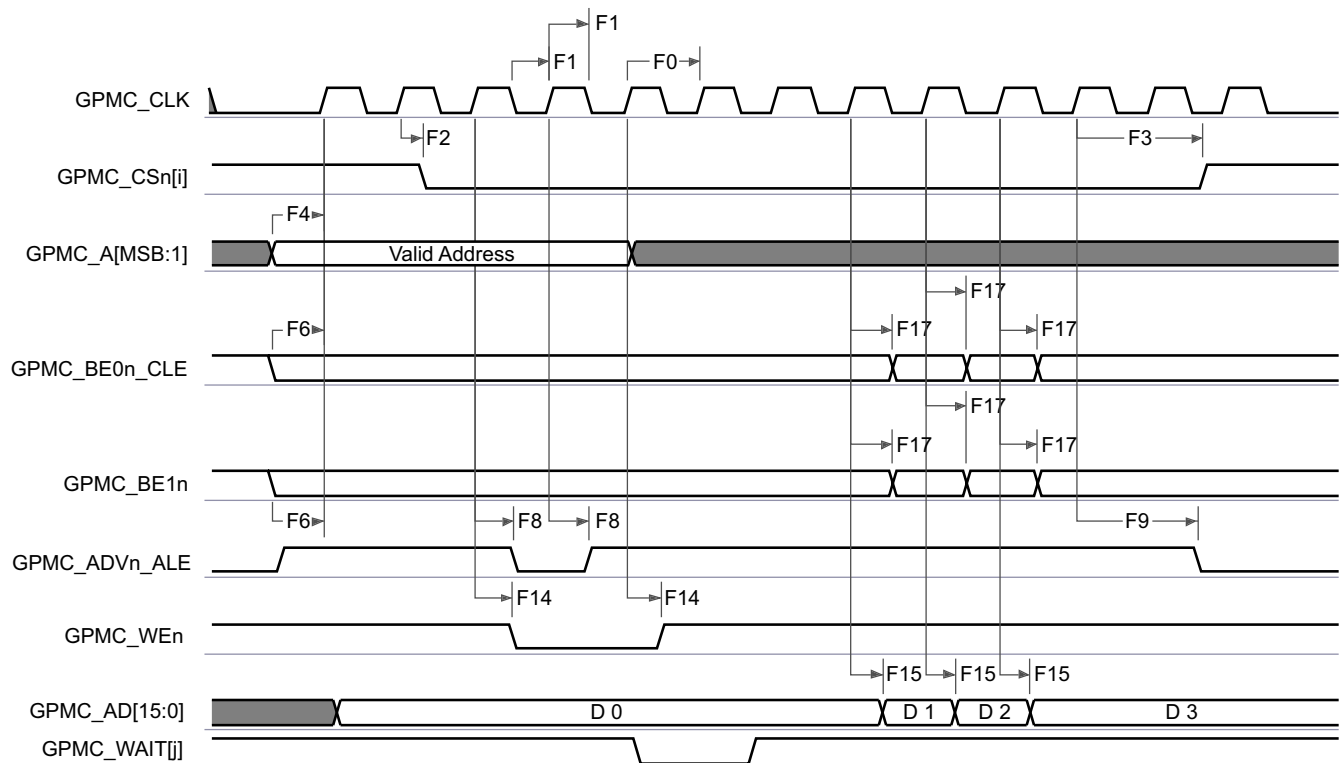 F1
F1 F0
GPMC_CLK
F2 F3
GPMC_CSn[i]
F4
GPMC_A[MSB:1] Valid Address
F17
F6 F17 F17
GPMC_BE0n_CLE
F17
F17 F17
GPMC_BE1n
F6 F8 F8 F9
GPMC_ADVn_ALE
F14 F14
GPMC_WEn
F15 F15 F15
GPMC_AD[15:0] D 0 D 1 D 2 D 3
GPMC_WAIT[j]